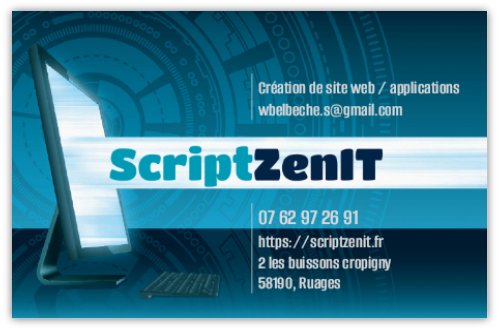 Création de site web / applications
wbelbeche.s@gmail.com
ScriptZenIT
07 62 97 26 91
https://scriptzenit.fr
2 les buissons cropigny
58190, Ruages